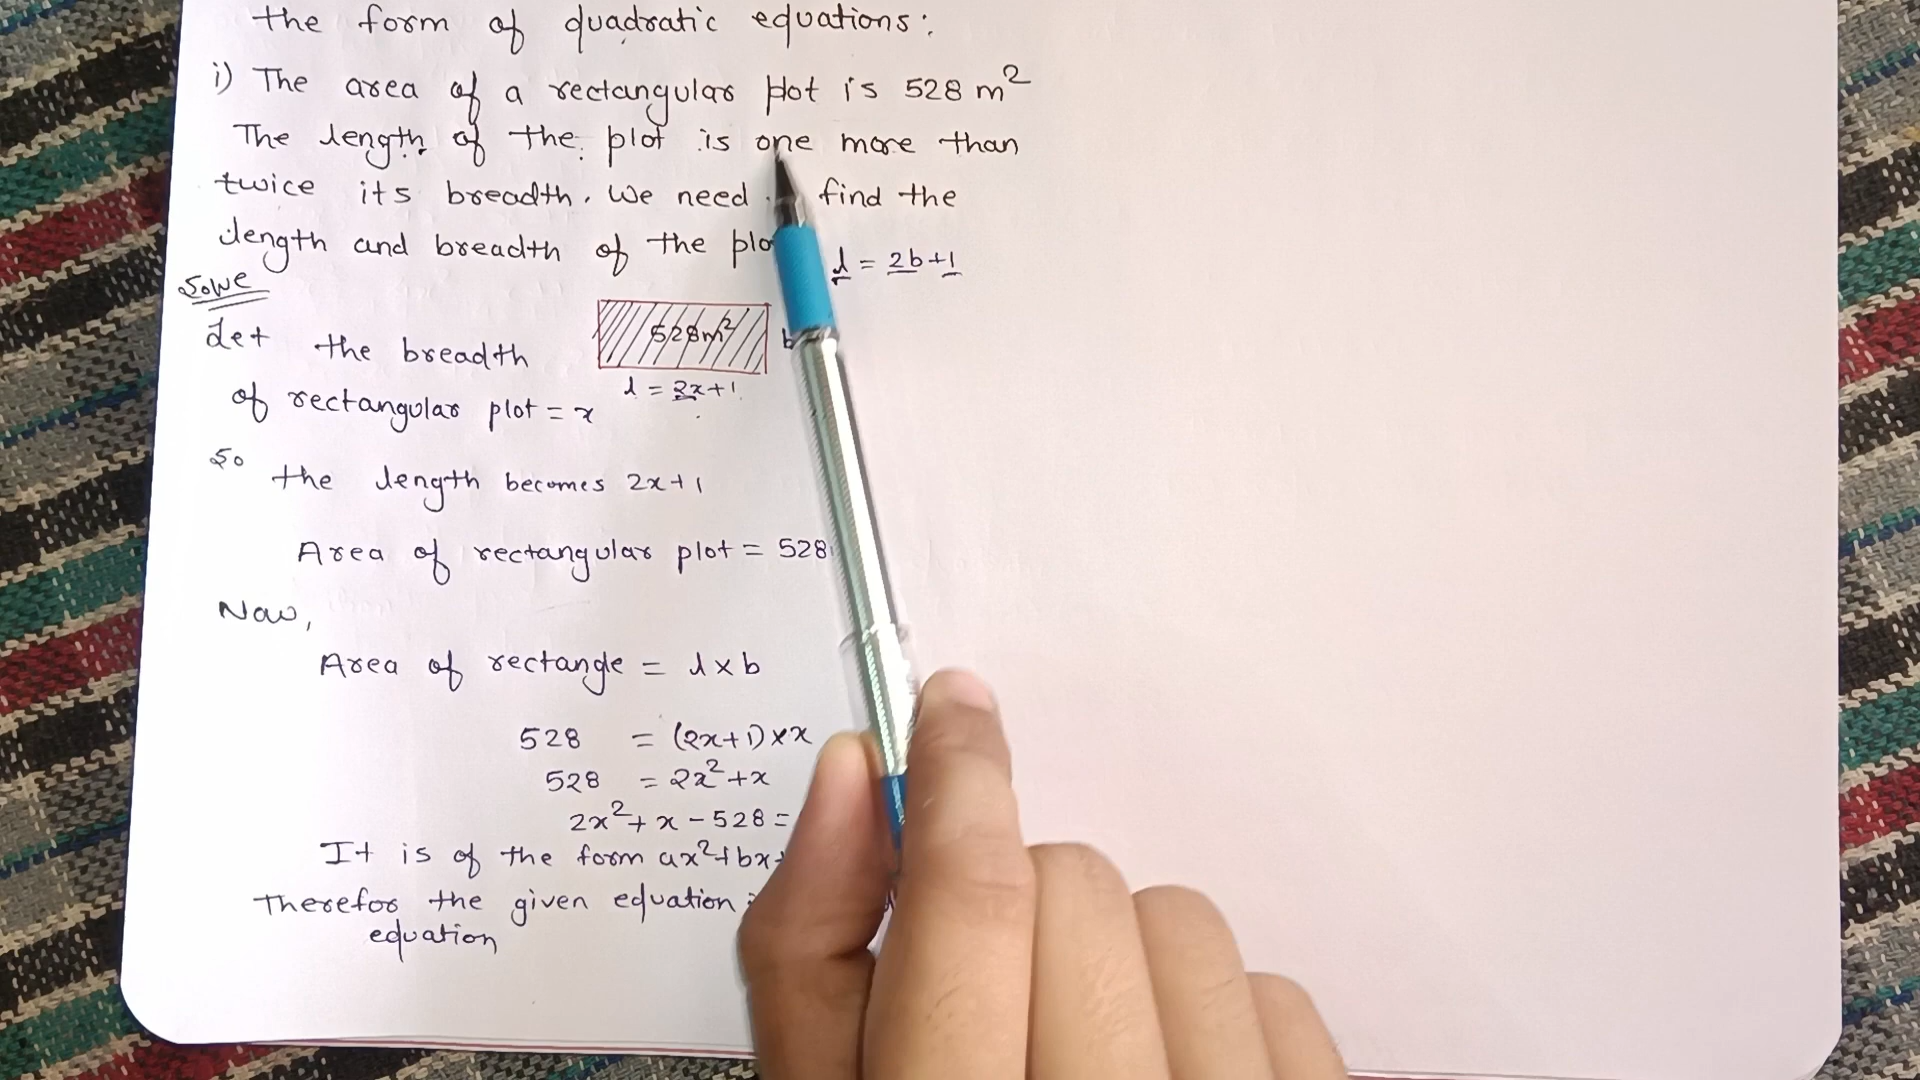 the form of quadratic equations:
i) The area of a rectangular plot is 528 m²
The length of the plot is one more than
twice its breadth. We need find the
length and breadth of the plo
l = 2b+1
Solve
528m²
b
l = 2x+1
Let the breadth
of rectangular plot = x
So
the length becomes 2x+1
Area of rectangular plot = 528
Now,
Area of rectange = l×b
528 = (2x+1)×x
528 = 2x²+x
2x²+x-528=
It is of the form ax²+bx+
Therefor the given equation
equation